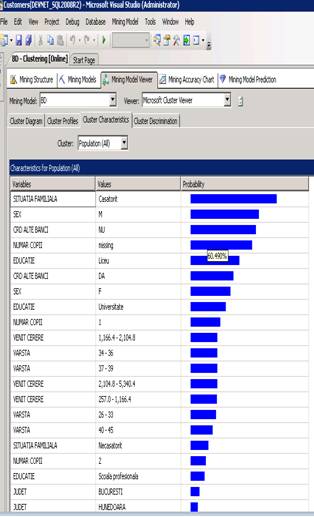 Customers(DEVNET_SQL2008R2) - Microsoft Visual Studio (Administrator)
File Edit View Project Debug Database Mining Model Tools Window Help
BD - Clustering [Online] Start Page
Mining Structure Mining Models Mining Model Viewer Mining Accuracy Chart Mining Model Prediction
Mining Model: BD Viewer: Microsoft Cluster Viewer
Cluster Diagram Cluster Profiles Cluster Characteristics Cluster Discrimination
Cluster: Population (All)
Characteristics for Population (All)
Variables Values Probability
SITUATIA FAMILIALA Casatorit
SEX M
CRD ALTE BANCI NU
NUMAR COPII missing
60.490%
EDUCATIE Liceu
CRD ALTE BANCI DA
SEX F
EDUCATIE Universitate
NUMAR COPII 1
VENIT CERERE 1,166.4 - 2,104.8
VARSTA 34 - 36
VARSTA 37 - 39
VENIT CERERE 2,104.8 - 5,340.4
VENIT CERERE 257.0 - 1,166.4
VARSTA 26 - 33
VARSTA 40 - 45
SITUATIA FAMILIALA Necasatorit
NUMAR COPII 2
EDUCATIE Scoala profesionala
JUDET BUCURESTI
JUDET HUNEDOARA